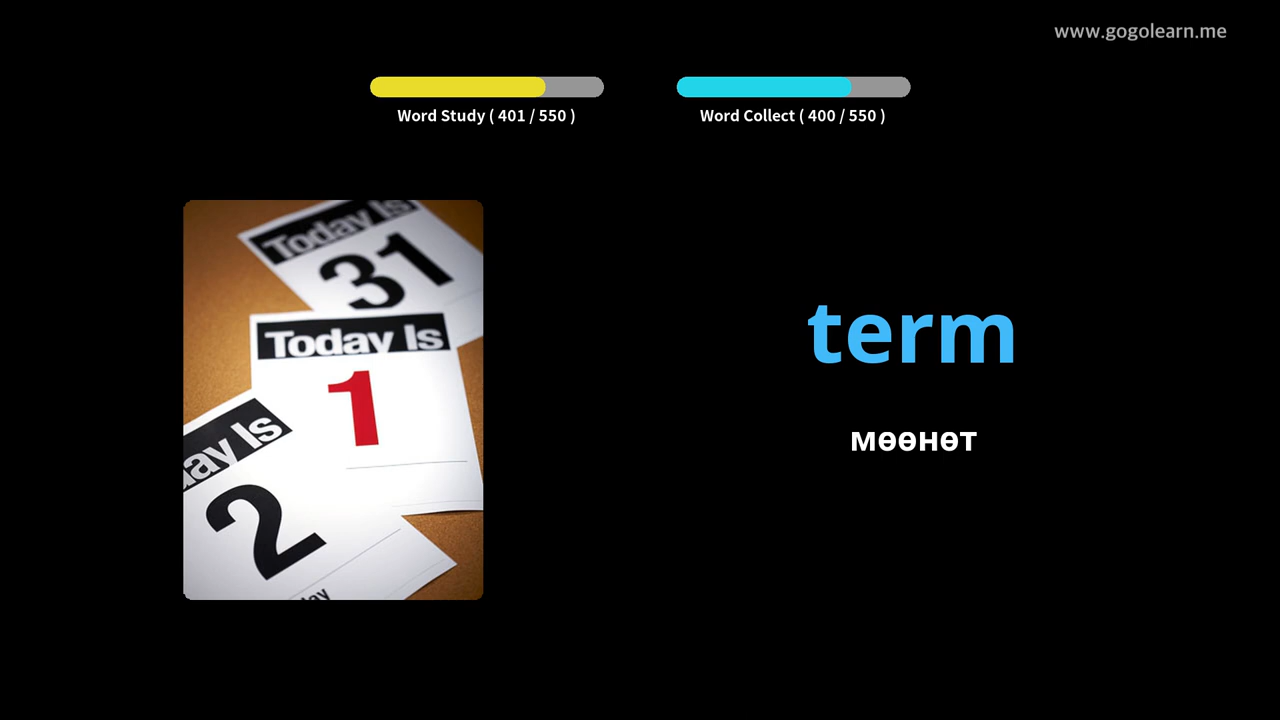 www.gogolearn.me
Word Study ( 401 / 550 )
Word Collect ( 400 / 550 )
Today Is
31
Today Is
1
ay Is
2
term
мөөнөт